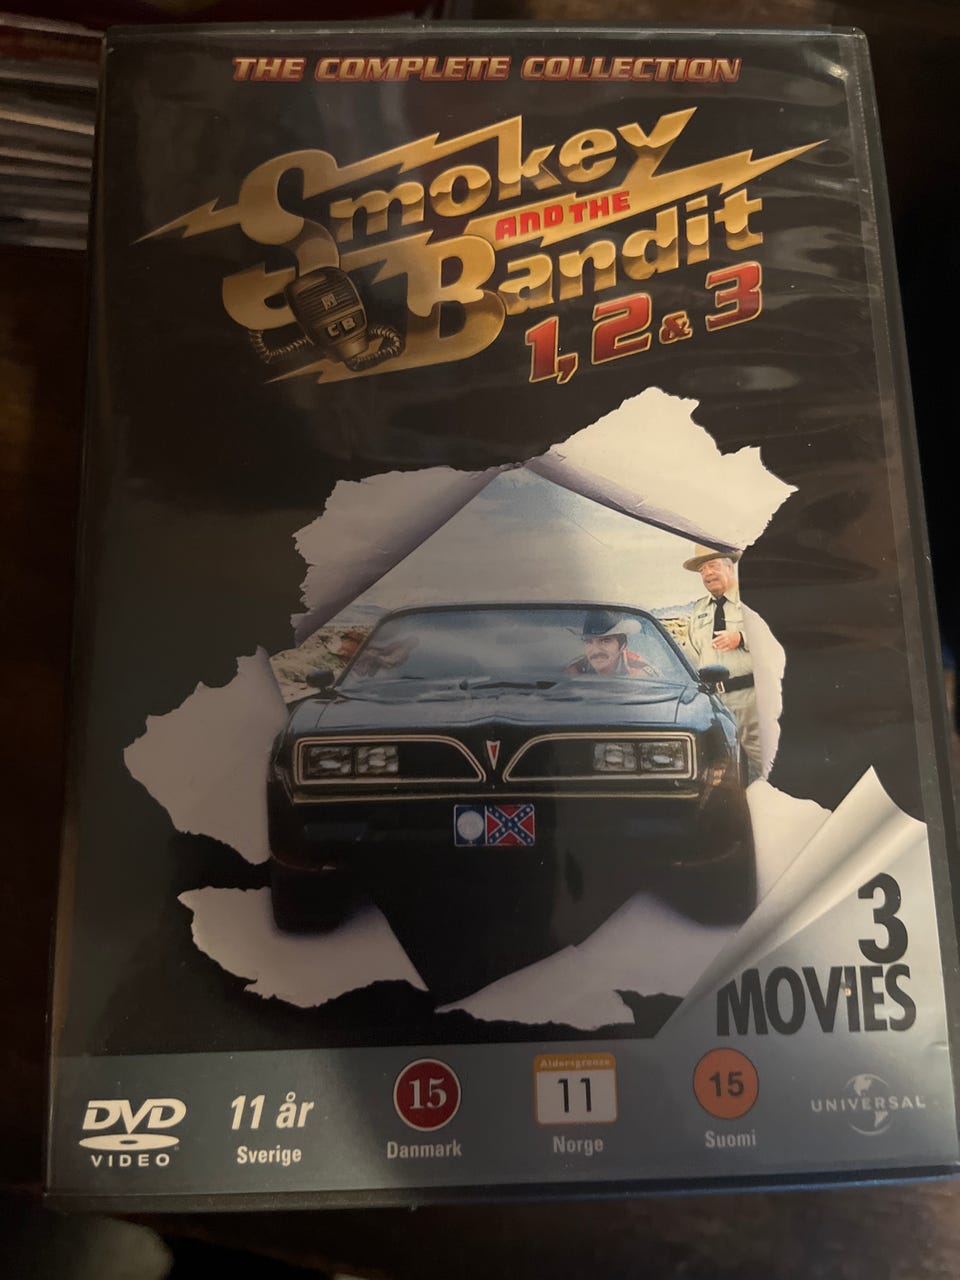 THE COMPLETE COLLECTION
Smokey
AND THE
Bandit
1, 2 & 3
CB
3
MOVIES
DVD
VIDEO
11 år
Sverige
15
Danmark
Aldersgrense
11
Norge
15
Suomi
UNIVERSAL